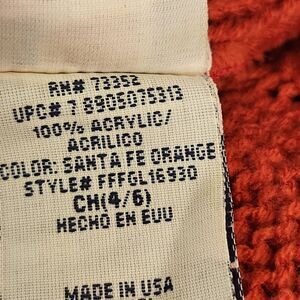 RN# 73352
UPC# 7 8905075313
100% ACRYLIC/
ACRILICO
COLOR: SANTA FE ORANGE
STYLE# FFFGL16930
CH(4/6)
HECHO EN EUU
MADE IN USA